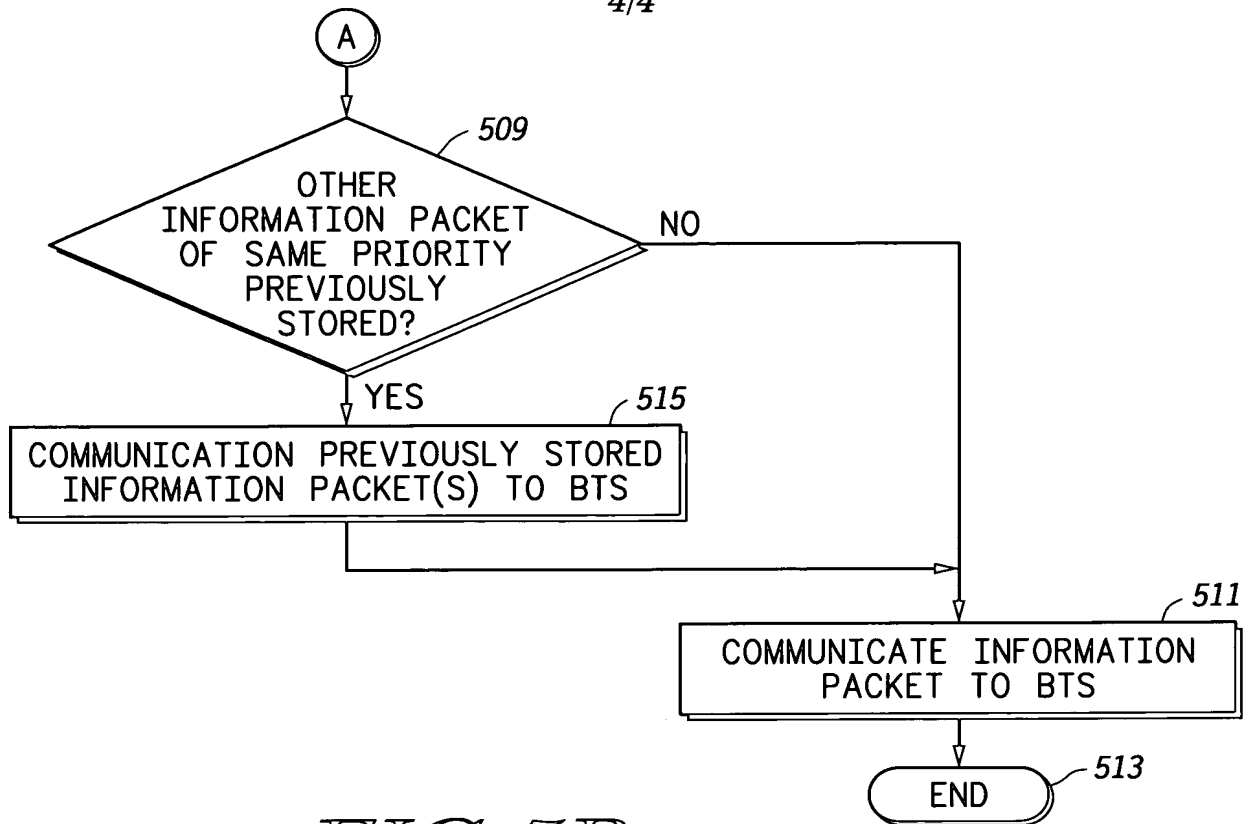 4/4
A
509
OTHER
INFORMATION PACKET
OF SAME PRIORITY
PREVIOUSLY
STORED?
NO
YES
515
COMMUNICATION PREVIOUSLY STORED
INFORMATION PACKET(S) TO BTS
511
COMMUNICATE INFORMATION
PACKET TO BTS
513
END